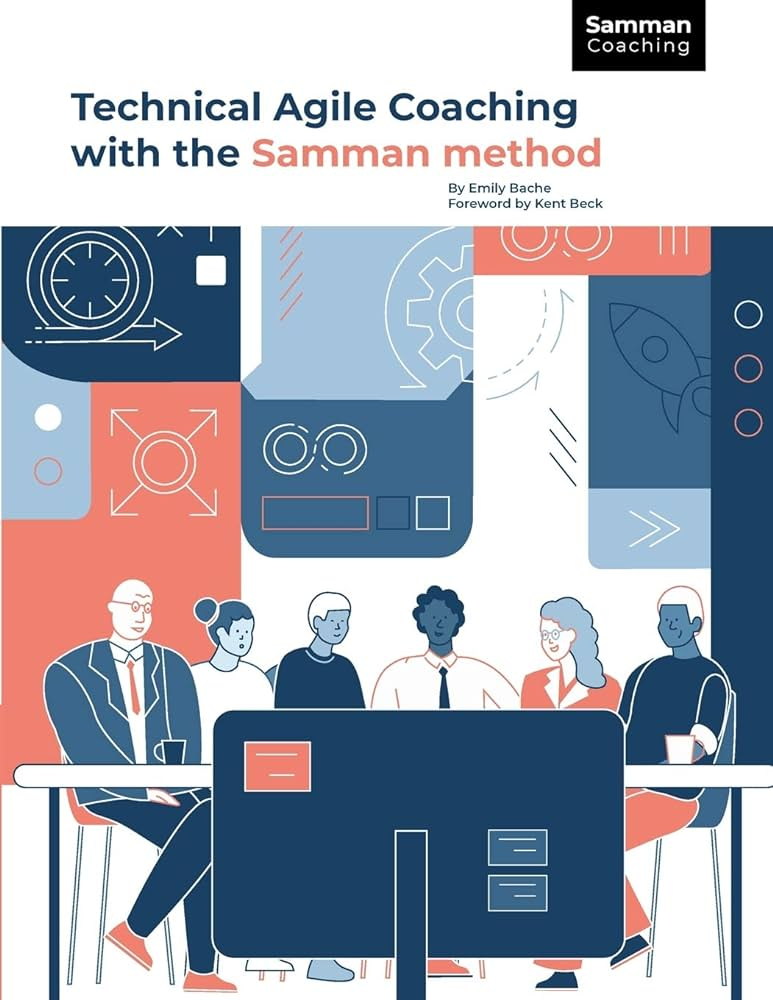 Samman
Coaching
Technical Agile Coaching
with the Samman method
By Emily Bache
Foreword by Kent Beck